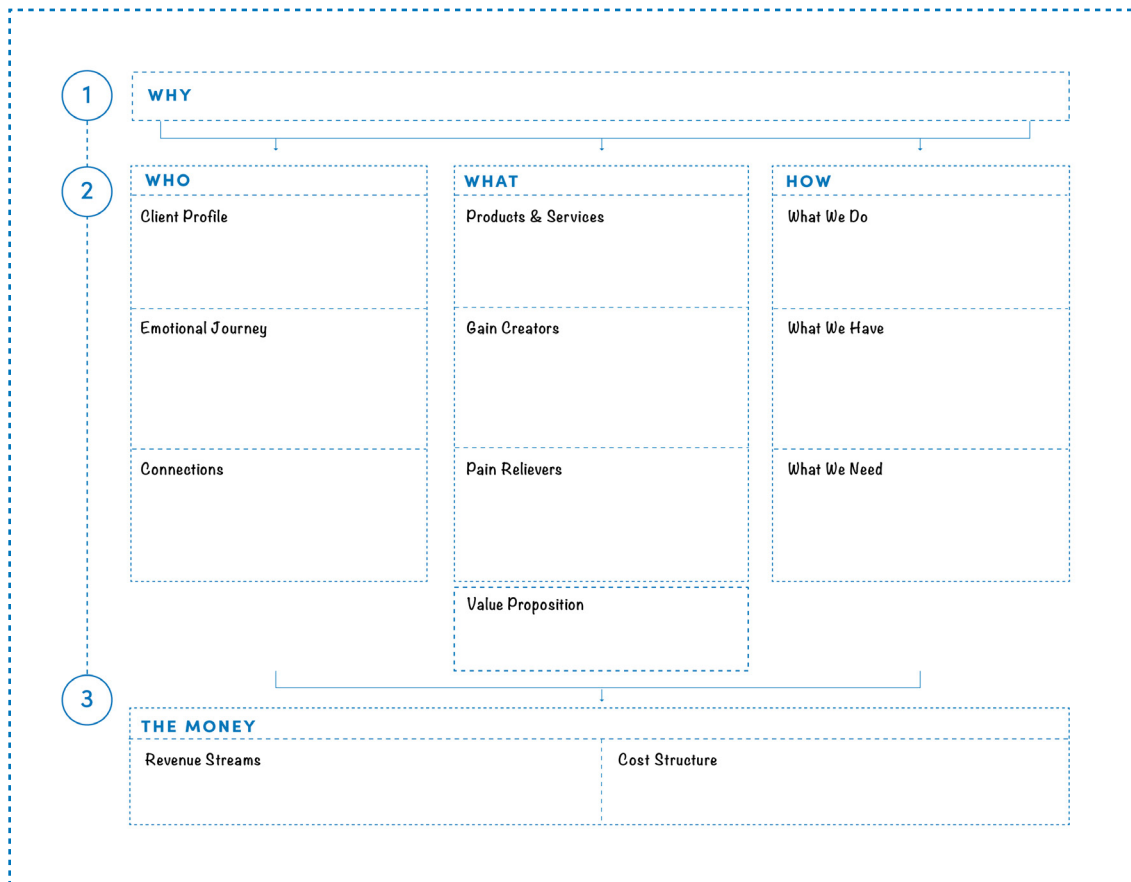 1
WHY
2
WHO
Client Profile
Emotional Journey
Connections
WHAT
Products & Services
Gain Creators
Pain Relievers
Value Proposition
HOW
What We Do
What We Have
What We Need
3
THE MONEY
Revenue Streams
Cost Structure